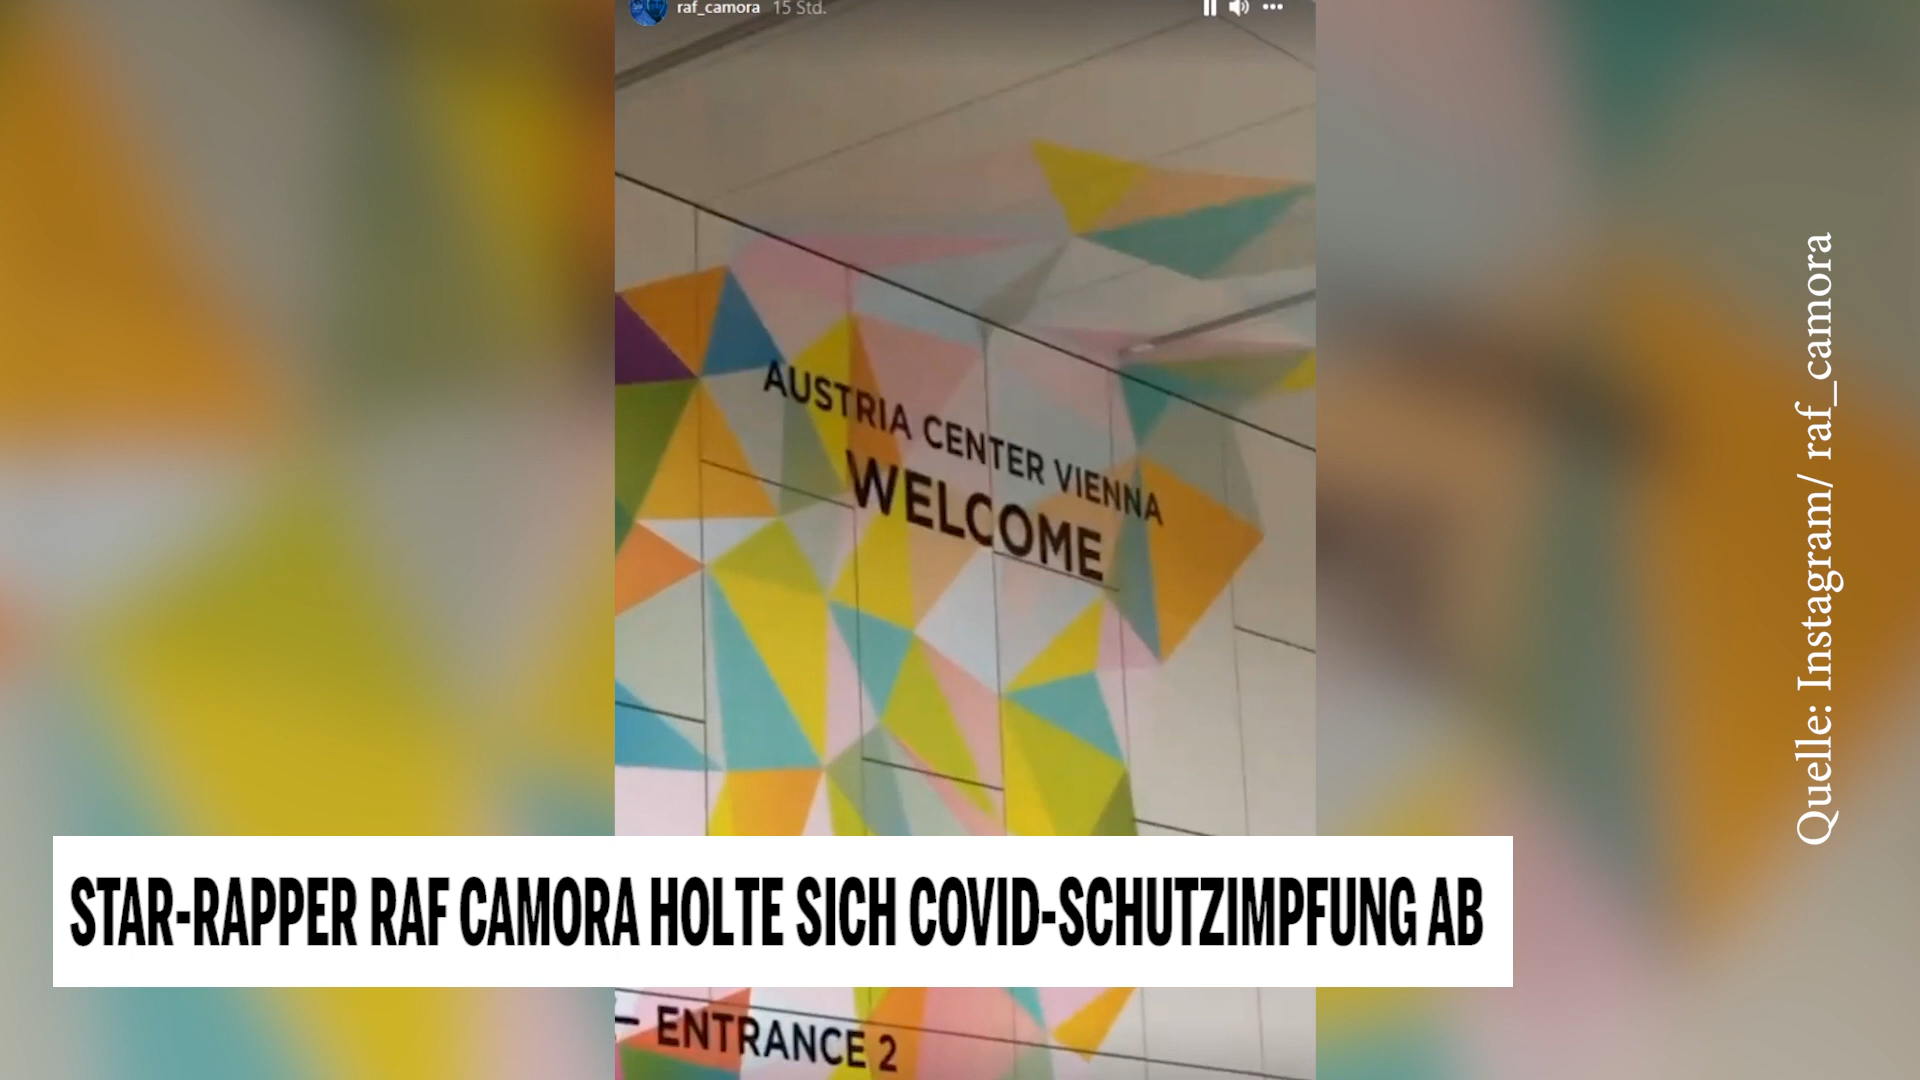 raf_camora 15 Std.
AUSTRIA CENTER VIENNA
WELCOME
Quelle: Instagram/ raf_camora
STAR-RAPPER RAF CAMORA HOLTE SICH COVID-SCHUTZIMPFUNG AB
– ENTRANCE 2